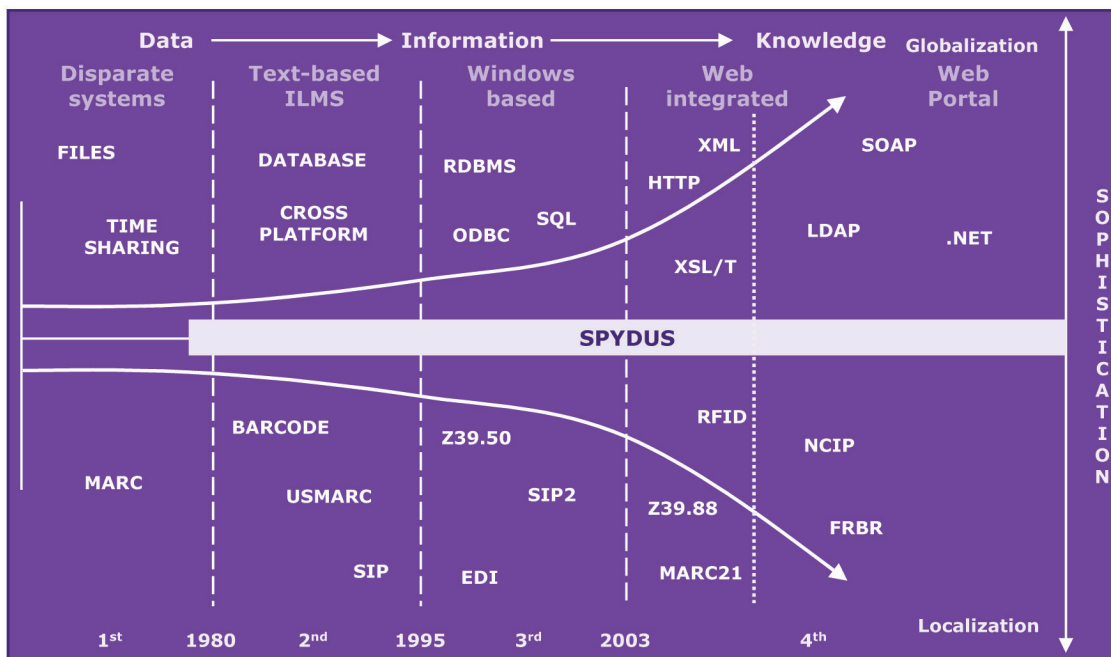 Data Information Knowledge Globalization
Disparate systems
Text-based ILMS
Windows based
Web integrated
Web Portal
FILES
DATABASE
RDBMS
XML
SOAP
HTTP
TIME SHARING
CROSS PLATFORM
ODBC
SQL
XSL/T
LDAP
.NET
SPYDUS
SOPHISTICATION
BARCODE
Z39.50
RFID
NCIP
MARC
USMARC
SIP2
Z39.88
FRBR
SIP
EDI
MARC21
Localization
1st 1980 2nd 1995 3rd 2003 4th